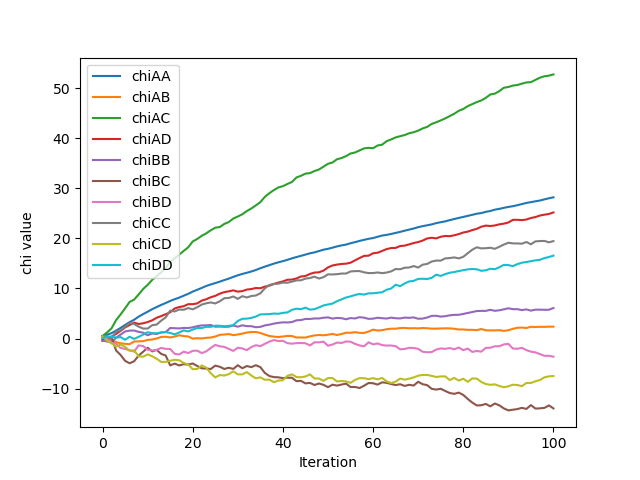 50
40
30
20
10
0
−10
chi value
chiAA
chiAB
chiAC
chiAD
chiBB
chiBC
chiBD
chiCC
chiCD
chiDD
0 20 40 60 80 100
Iteration